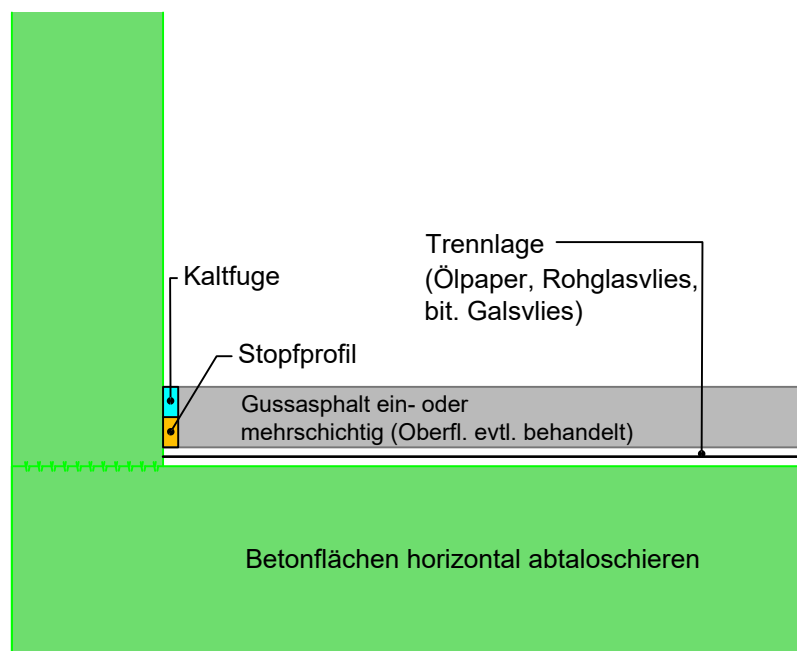 Trennlage
(Ölpaper, Rohglasvlies,
bit. Galsvlies)
Kaltfuge
Stopfprofil
Gussasphalt ein- oder
mehrschichtig (Oberfl. evtl. behandelt)
Betonflächen horizontal abtaloschieren